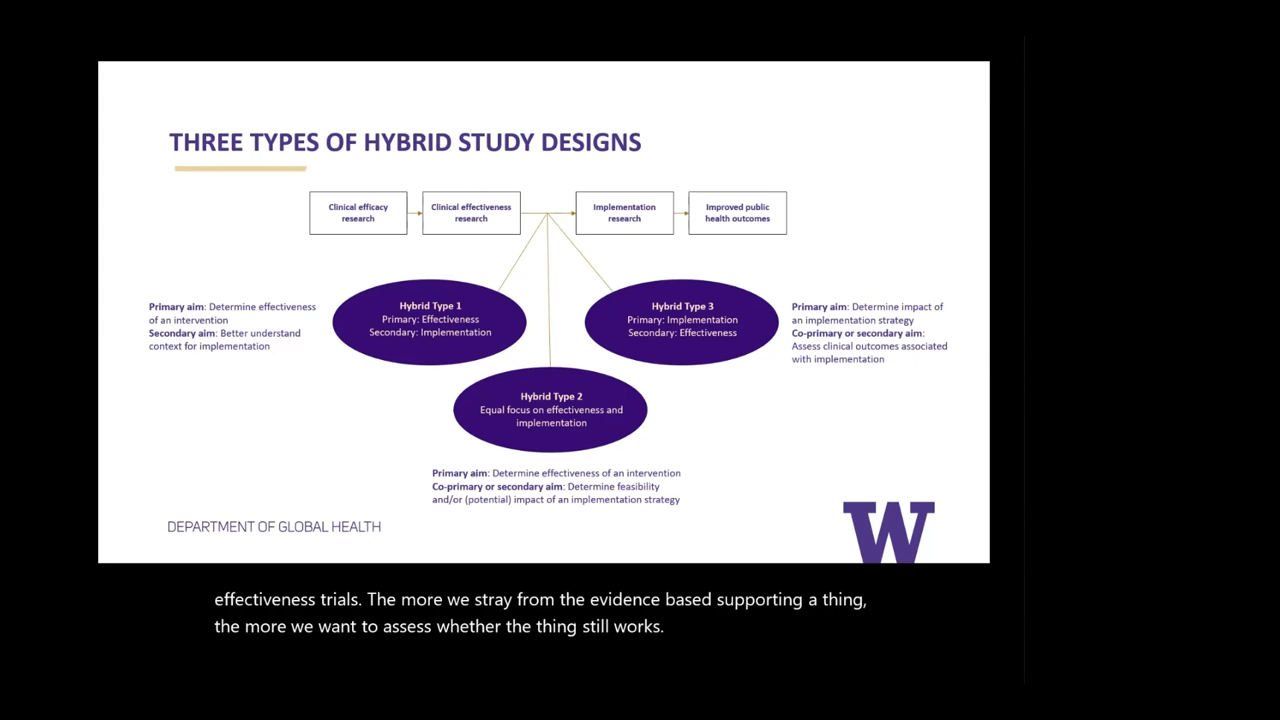 THREE TYPES OF HYBRID STUDY DESIGNS
Clinical efficacy
research
Clinical effectiveness
research
Implementation
research
Improved public
health outcomes
Primary aim: Determine effectiveness
of an intervention
Secondary aim: Better understand
context for implementation
Hybrid Type 1
Primary: Effectiveness
Secondary: Implementation
Hybrid Type 3
Primary: Implementation
Secondary: Effectiveness
Primary aim: Determine impact of
an implementation strategy
Co-primary or secondary aim:
Assess clinical outcomes associated
with implementation
Hybrid Type 2
Equal focus on effectiveness and
implementation
Primary aim: Determine effectiveness of an intervention
Co-primary or secondary aim: Determine feasibility
and/or (potential) impact of an implementation strategy
DEPARTMENT OF GLOBAL HEALTH
W
effectiveness trials. The more we stray from the evidence based supporting a thing,
the more we want to assess whether the thing still works.